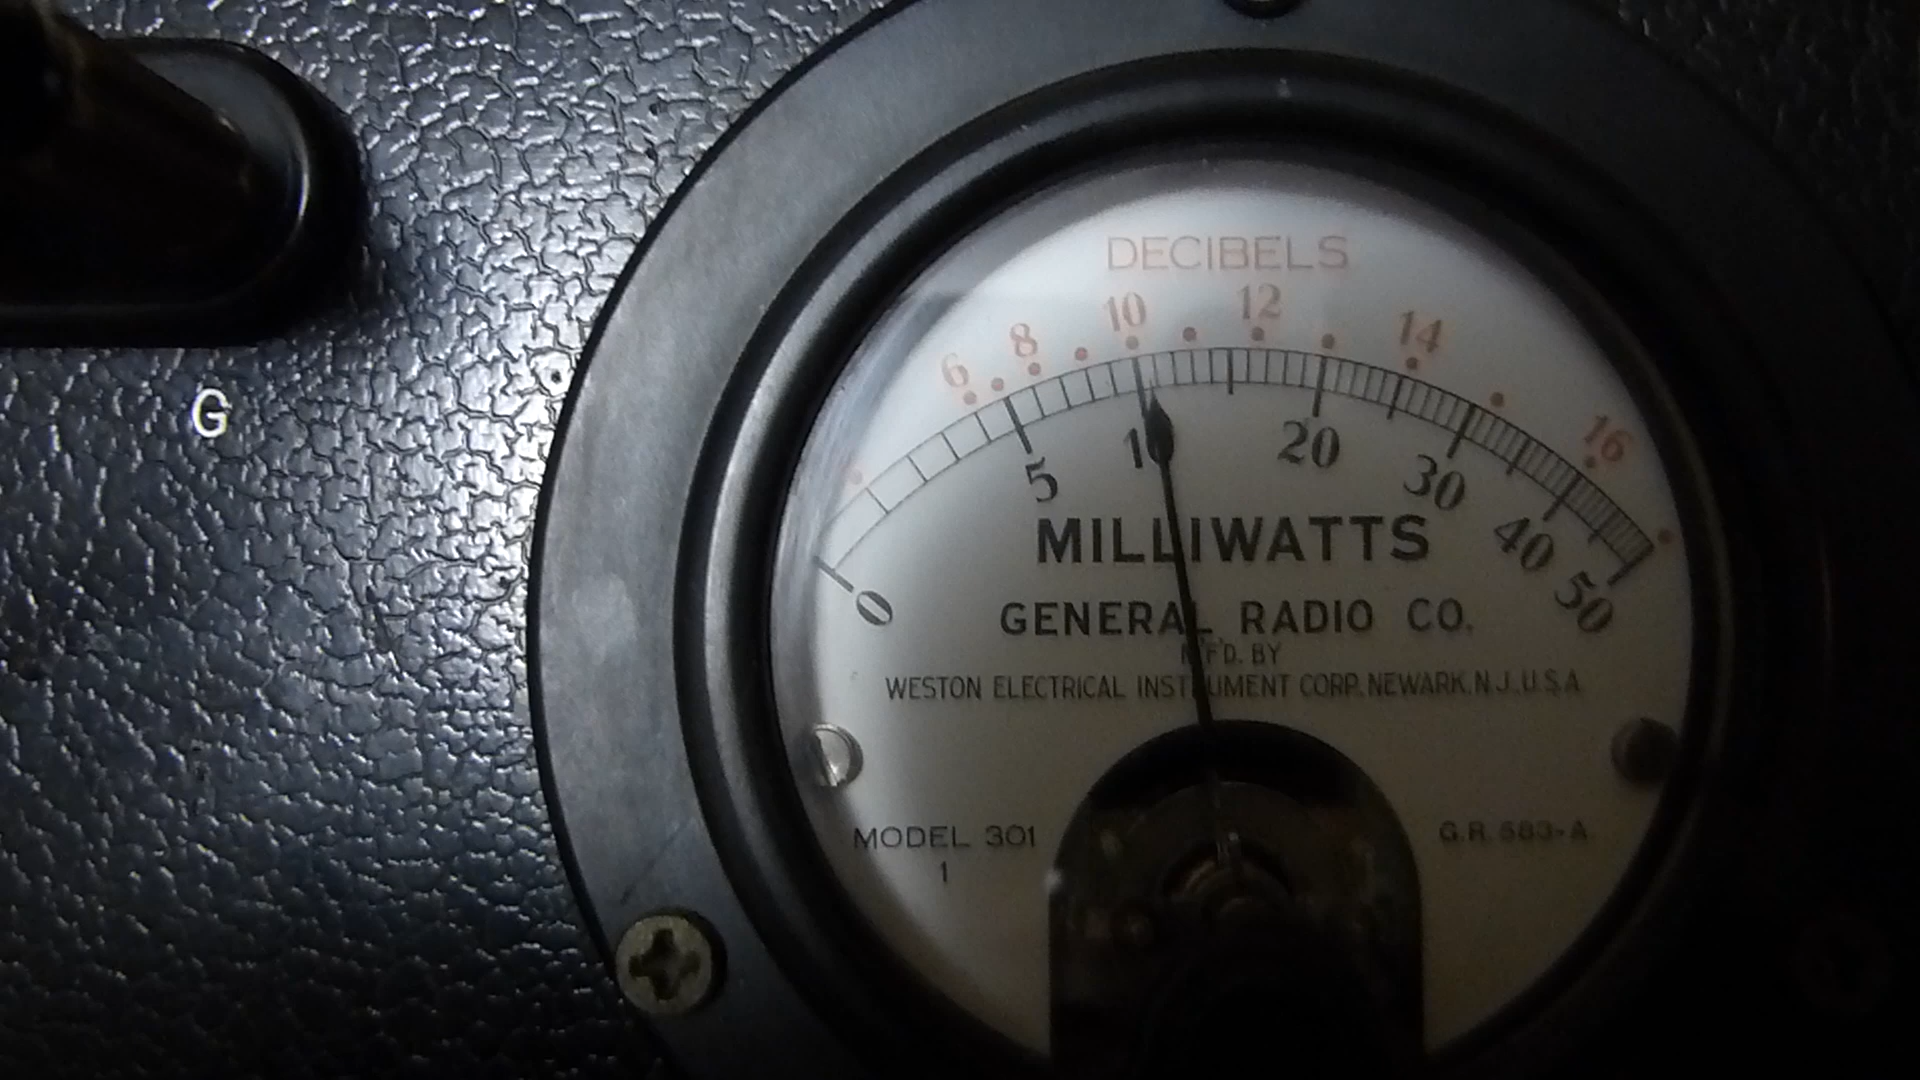 G
DECIBELS
6 8 10 12 14 16
0 5 10 20 30 40 50
MILLIWATTS
GENERAL RADIO CO.
M'F'D. BY
WESTON ELECTRICAL INSTRUMENT CORP. NEWARK, N.J., U.S.A.
MODEL 301
1
G.R. 583-A